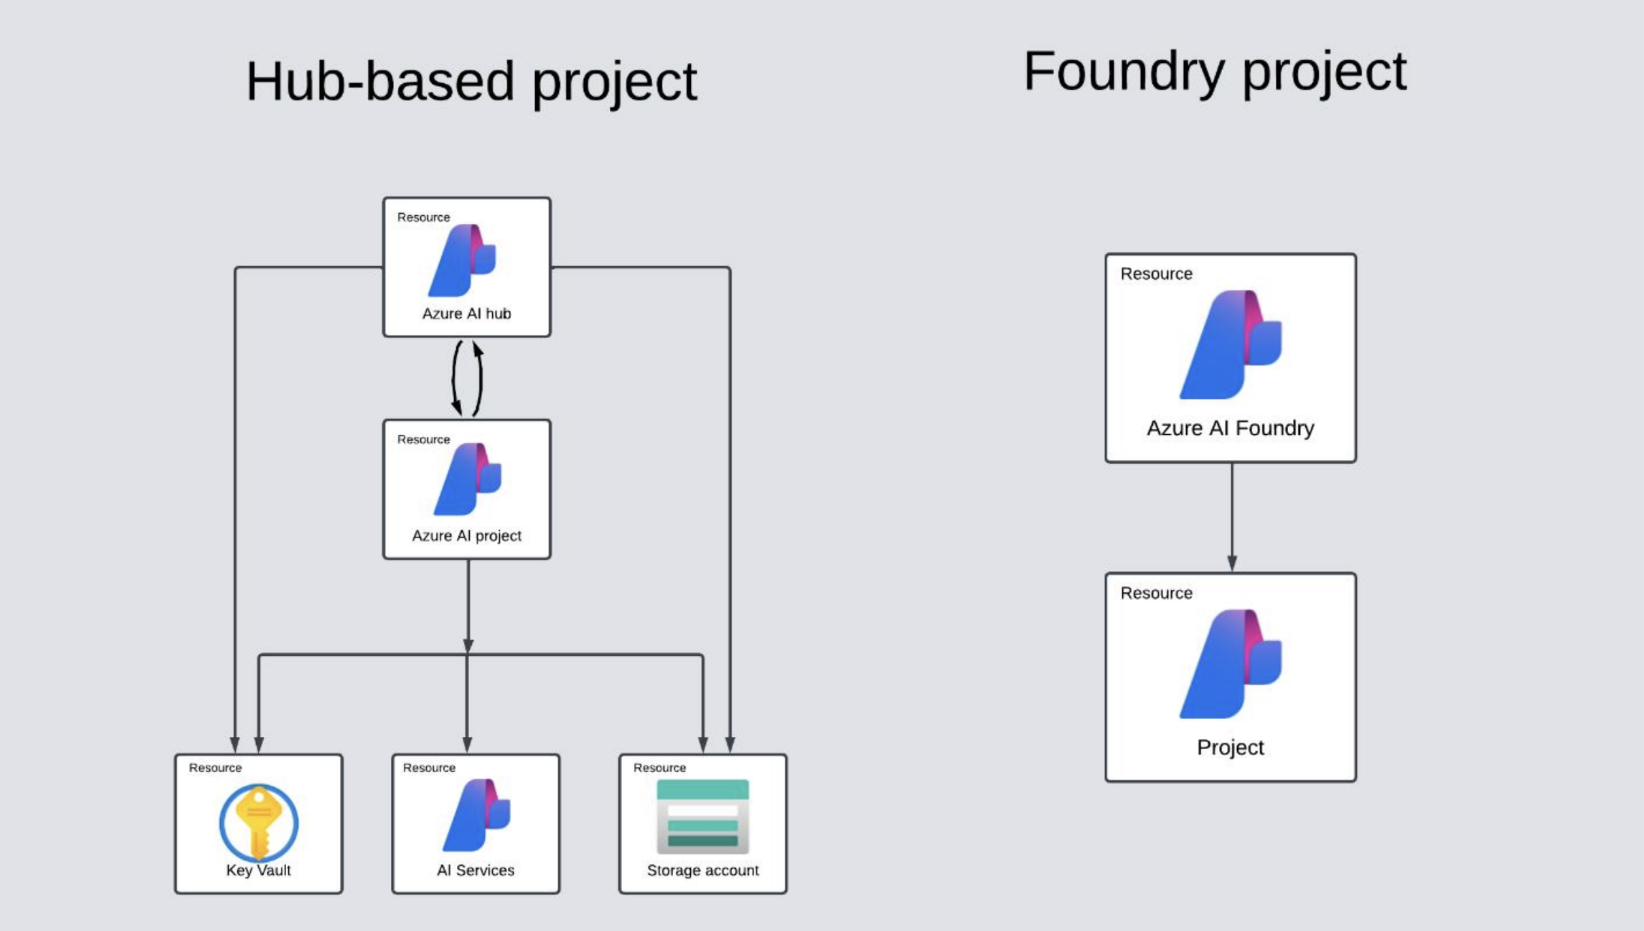 Hub-based project
Resource
Azure AI hub
Resource
Azure AI project
Resource
Key Vault
Resource
AI Services
Resource
Storage account
Foundry project
Resource
Azure AI Foundry
Resource
Project